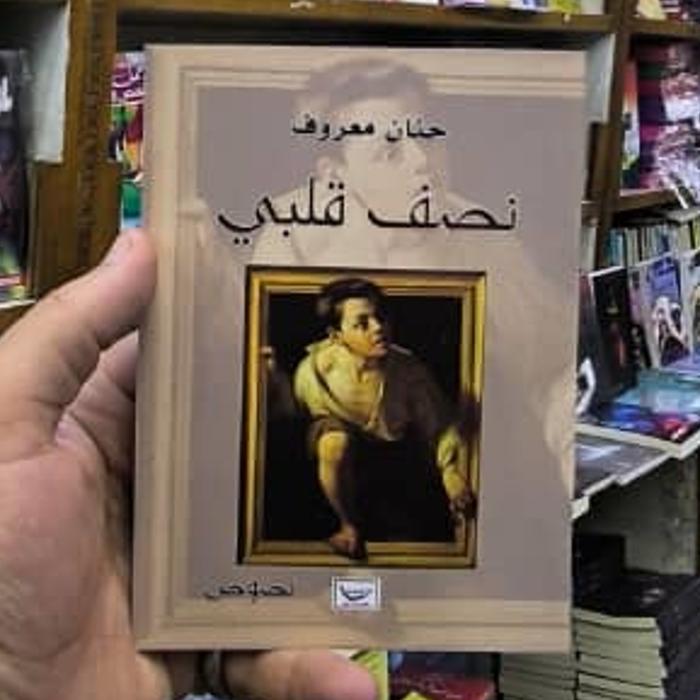 حنان معروف
نصف قلبي
نصوص